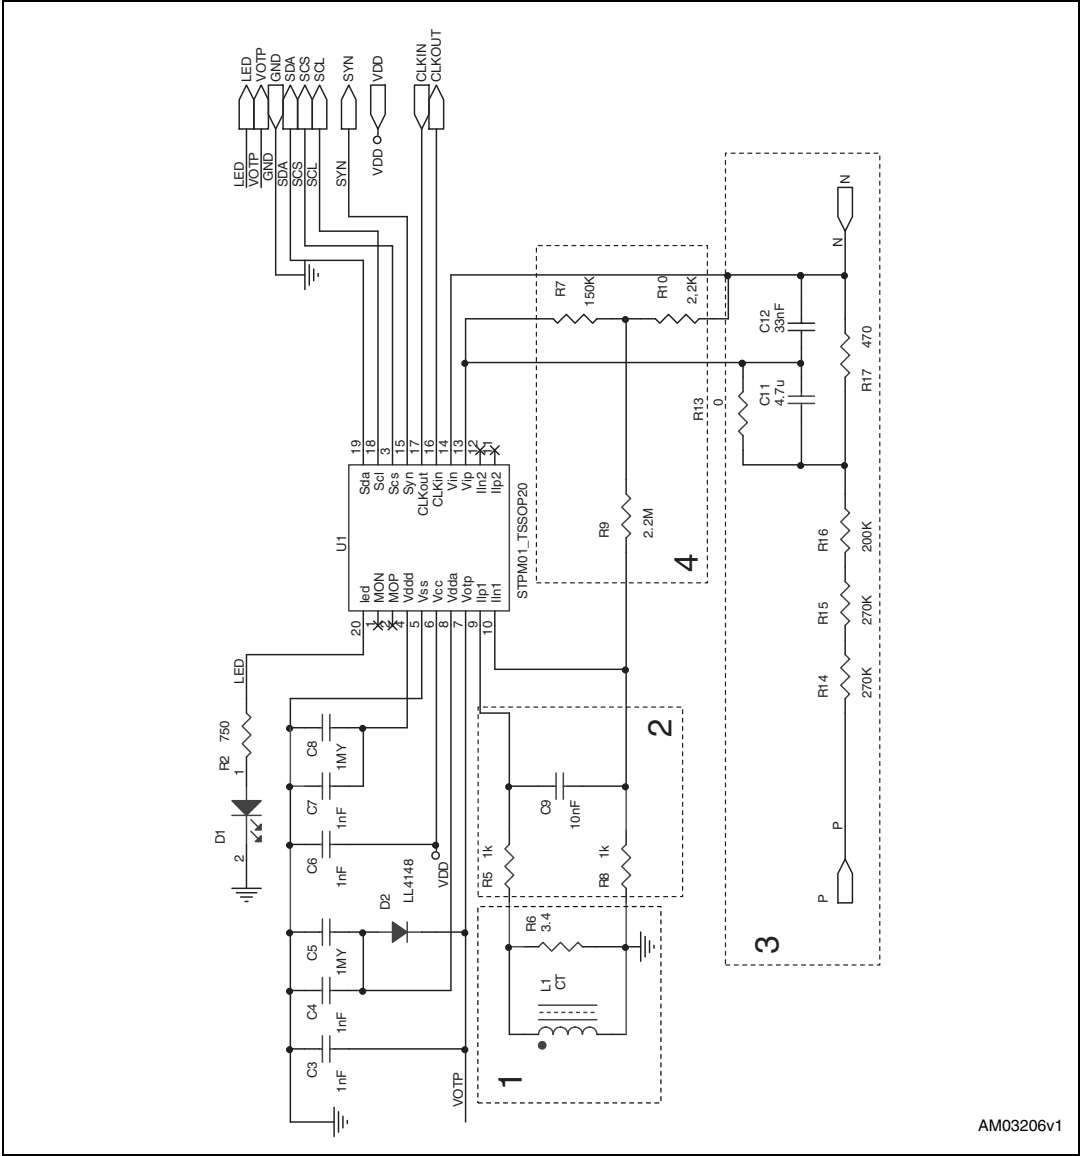 LED
VOTP
GND
SDA
SCS
SCL
SYN
VDD
CLKIN
CLKOUT
LED
VOTP
GND
SDA
SCS
SCL
SYN
VDD
N
N
R7
150K
R10
2,2K
C12
33nF
470
R17
C11
4.7u
R13
0
19
18
3
15
17
16
14
13
12
11
Sda
Scl
Scs
Syn
CLKout
CLKin
Vin
Vip
IIn2
IIp2
U1
STPM01_TSSOP20
led
MON
MOP
Vddd
Vss
Vcc
Vdda
Votp
IIp1
IIn1
20
1
2
4
5
6
8
7
9
10
R9
2.2M
4
R16
200K
R15
270K
R14
270K
LED
R2
750
1
D1
2
C8
1MY
C7
1nF
C6
1nF
VDD
D2
LL4148
C5
1MY
C4
1nF
C3
1nF
VOTP
2
C9
10nF
R5
1k
R8
1k
R6
3.4
L1
CT
1
P
P
3
AM03206v1